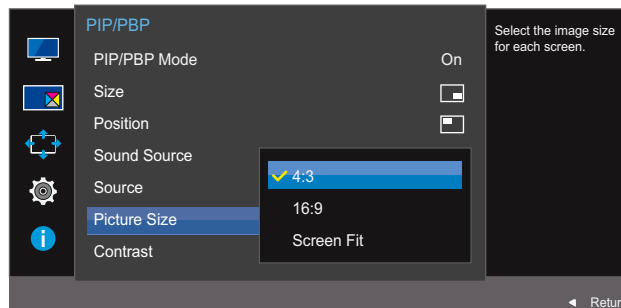 PIP/PBP
PIP/PBP Mode On
Size
Position
Sound Source
Source
Picture Size
Contrast
4:3
16:9
Screen Fit
Select the image size
for each screen.
Retur